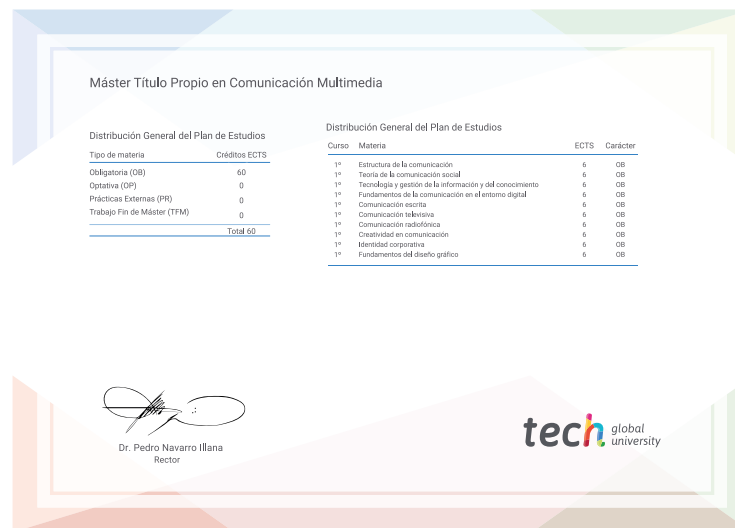 Máster Título Propio en Comunicación Multimedia
Distribución General del Plan de Estudios
Tipo de materia Créditos ECTS
Obligatoria (OB) 60
Optativa (OP) 0
Prácticas Externas (PR) 0
Trabajo Fin de Máster (TFM) 0
Total 60
Distribución General del Plan de Estudios
Curso Materia ECTS Carácter
1º Estructura de la comunicación 6 OB
1º Teoría de la comunicación social 6 OB
1º Tecnología y gestión de la información y del conocimiento 6 OB
1º Fundamentos de la comunicación en el entorno digital 6 OB
1º Comunicación escrita 6 OB
1º Comunicación televisiva 6 OB
1º Comunicación radiofónica 6 OB
1º Creatividad en comunicación 6 OB
1º Identidad corporativa 6 OB
1º Fundamentos del diseño gráfico 6 OB
Dr. Pedro Navarro Illana
Rector
tech global
university